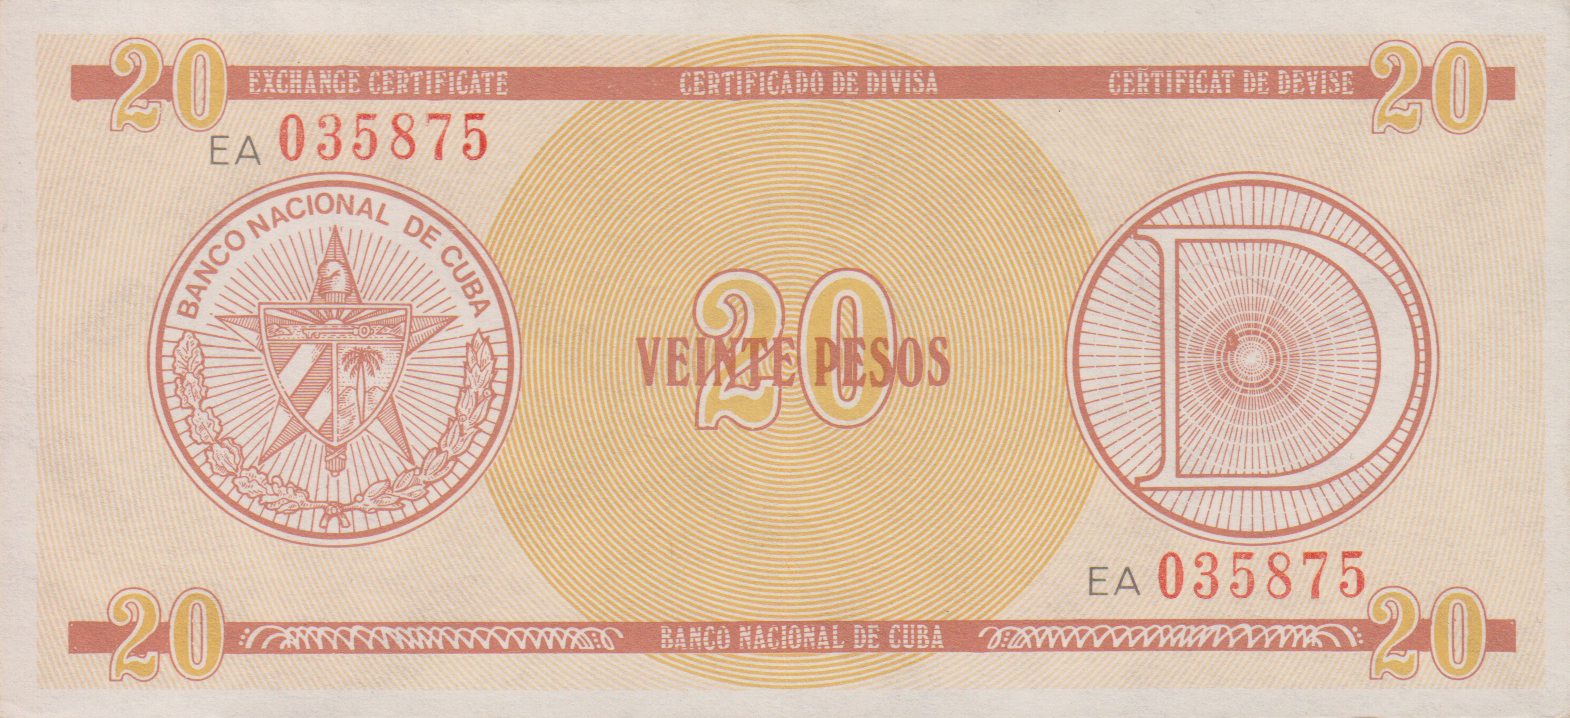 20 EXCHANGE CERTIFICATE CERTIFICADO DE DIVISA CERTIFICAT DE DEVISE 20
EA 035875
BANCO NACIONAL DE CUBA
D
20
VEINTE PESOS
EA 035875
20 BANCO NACIONAL DE CUBA 20